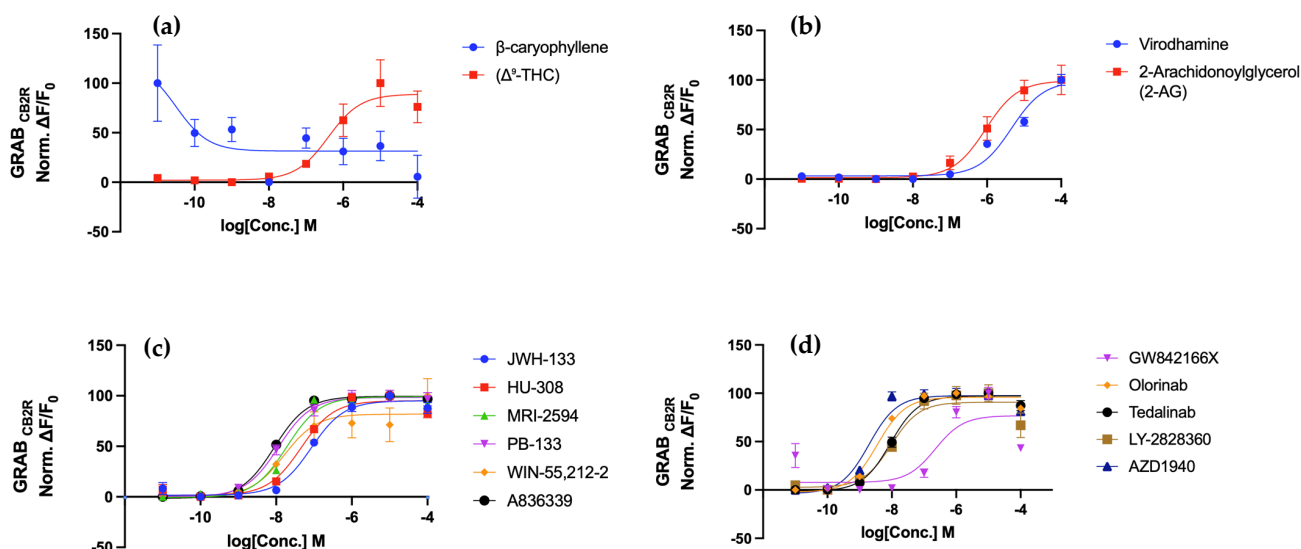 (a)
150
100
50
0
-50
-10
-8
-6
-4
log[Conc.] M
GRAB CB2R
Norm. ΔF/F0
β-caryophyllene
(Δ⁹-THC)
(b)
150
100
50
0
-50
-10
-8
-6
-4
log[Conc.] M
GRAB CB2R
Norm. ΔF/F0
Virodhamine
2-Arachidonoylglycerol
(2-AG)
(c)
150
100
50
0
-50
-10
-8
-6
-4
log[Conc.] M
GRAB CB2R
Norm. ΔF/F0
JWH-133
HU-308
MRI-2594
PB-133
WIN-55,212-2
A836339
(d)
150
100
50
0
-50
-10
-8
-6
-4
log[Conc.] M
GRAB CB2R
Norm. ΔF/F0
GW842166X
Olorinab
Tedalinab
LY-2828360
AZD1940